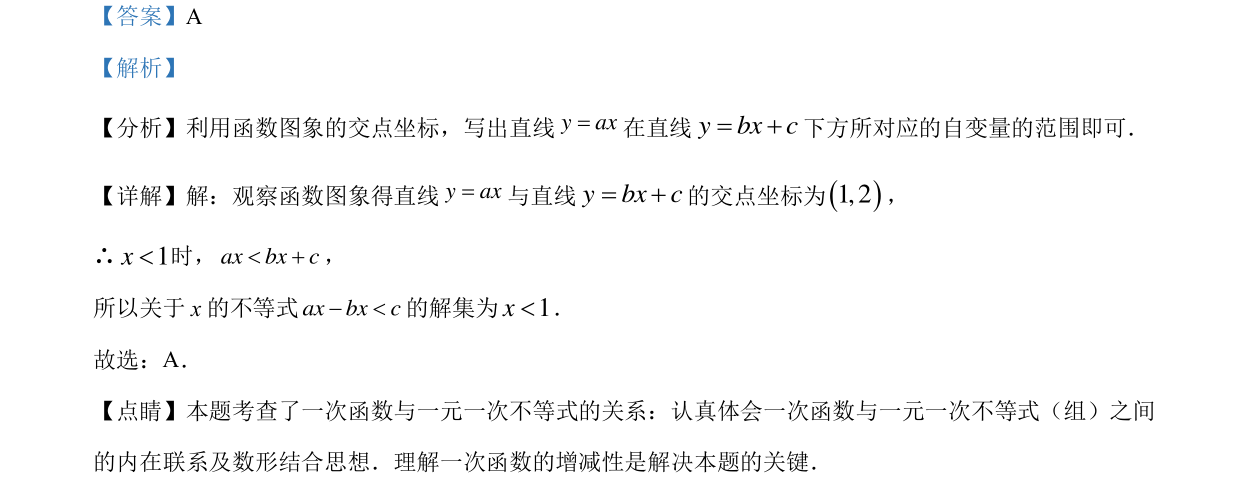 【答案】A
【解析】
【分析】利用函数图象的交点坐标，写出直线 y = ax 在直线 y = bx + c 下方所对应的自变量的范围即可．
【详解】解：观察函数图象得直线 y = ax 与直线 y = bx + c 的交点坐标为 (1, 2)，
∴ x < 1时， ax < bx + c，
所以关于 x 的不等式 ax − bx < c 的解集为 x < 1．
故选：A．
【点睛】本题考查了一次函数与一元一次不等式的关系：认真体会一次函数与一元一次不等式（组）之间
的内在联系及数形结合思想．理解一次函数的增减性是解决本题的关键．